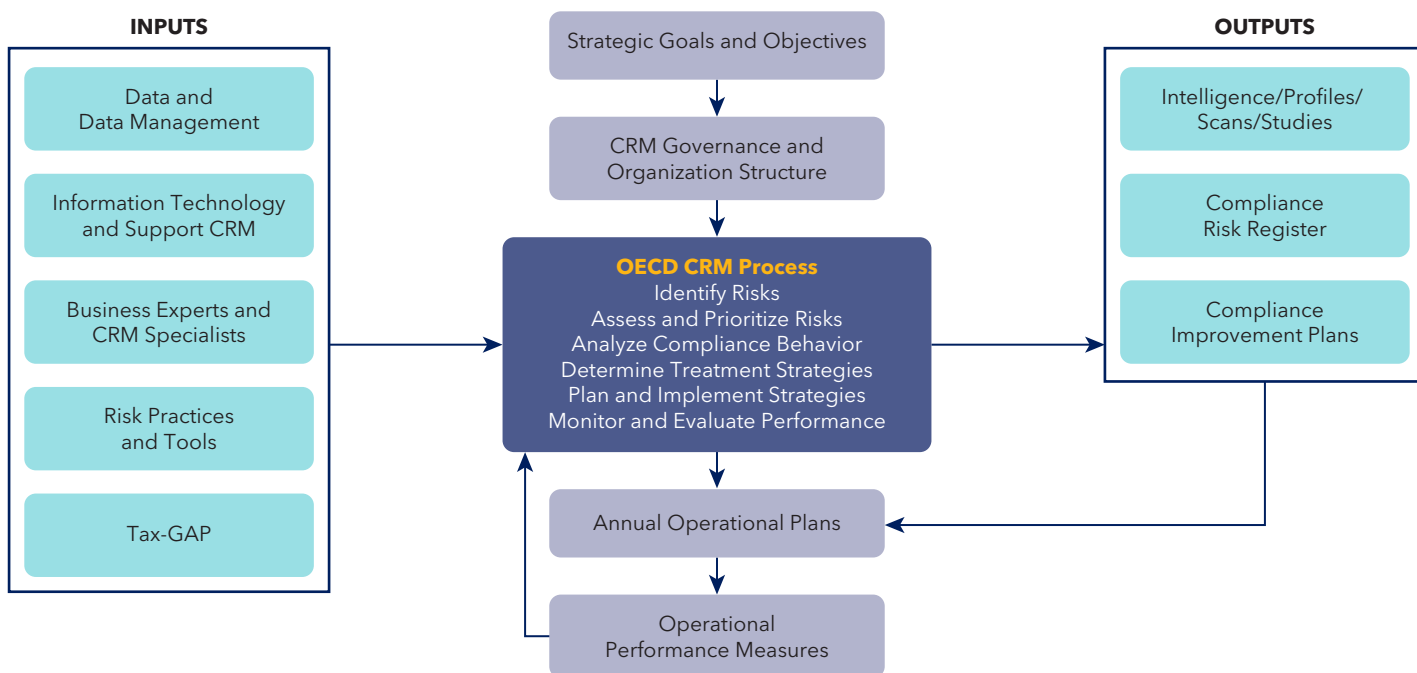 INPUTS
Data and
Data Management
Information Technology
and Support CRM
Business Experts and
CRM Specialists
Risk Practices
and Tools
Tax-GAP
Strategic Goals and Objectives
CRM Governance and
Organization Structure
OECD CRM Process
Identify Risks
Assess and Prioritize Risks
Analyze Compliance Behavior
Determine Treatment Strategies
Plan and Implement Strategies
Monitor and Evaluate Performance
Annual Operational Plans
Operational
Performance Measures
OUTPUTS
Intelligence/Profiles/
Scans/Studies
Compliance
Risk Register
Compliance
Improvement Plans